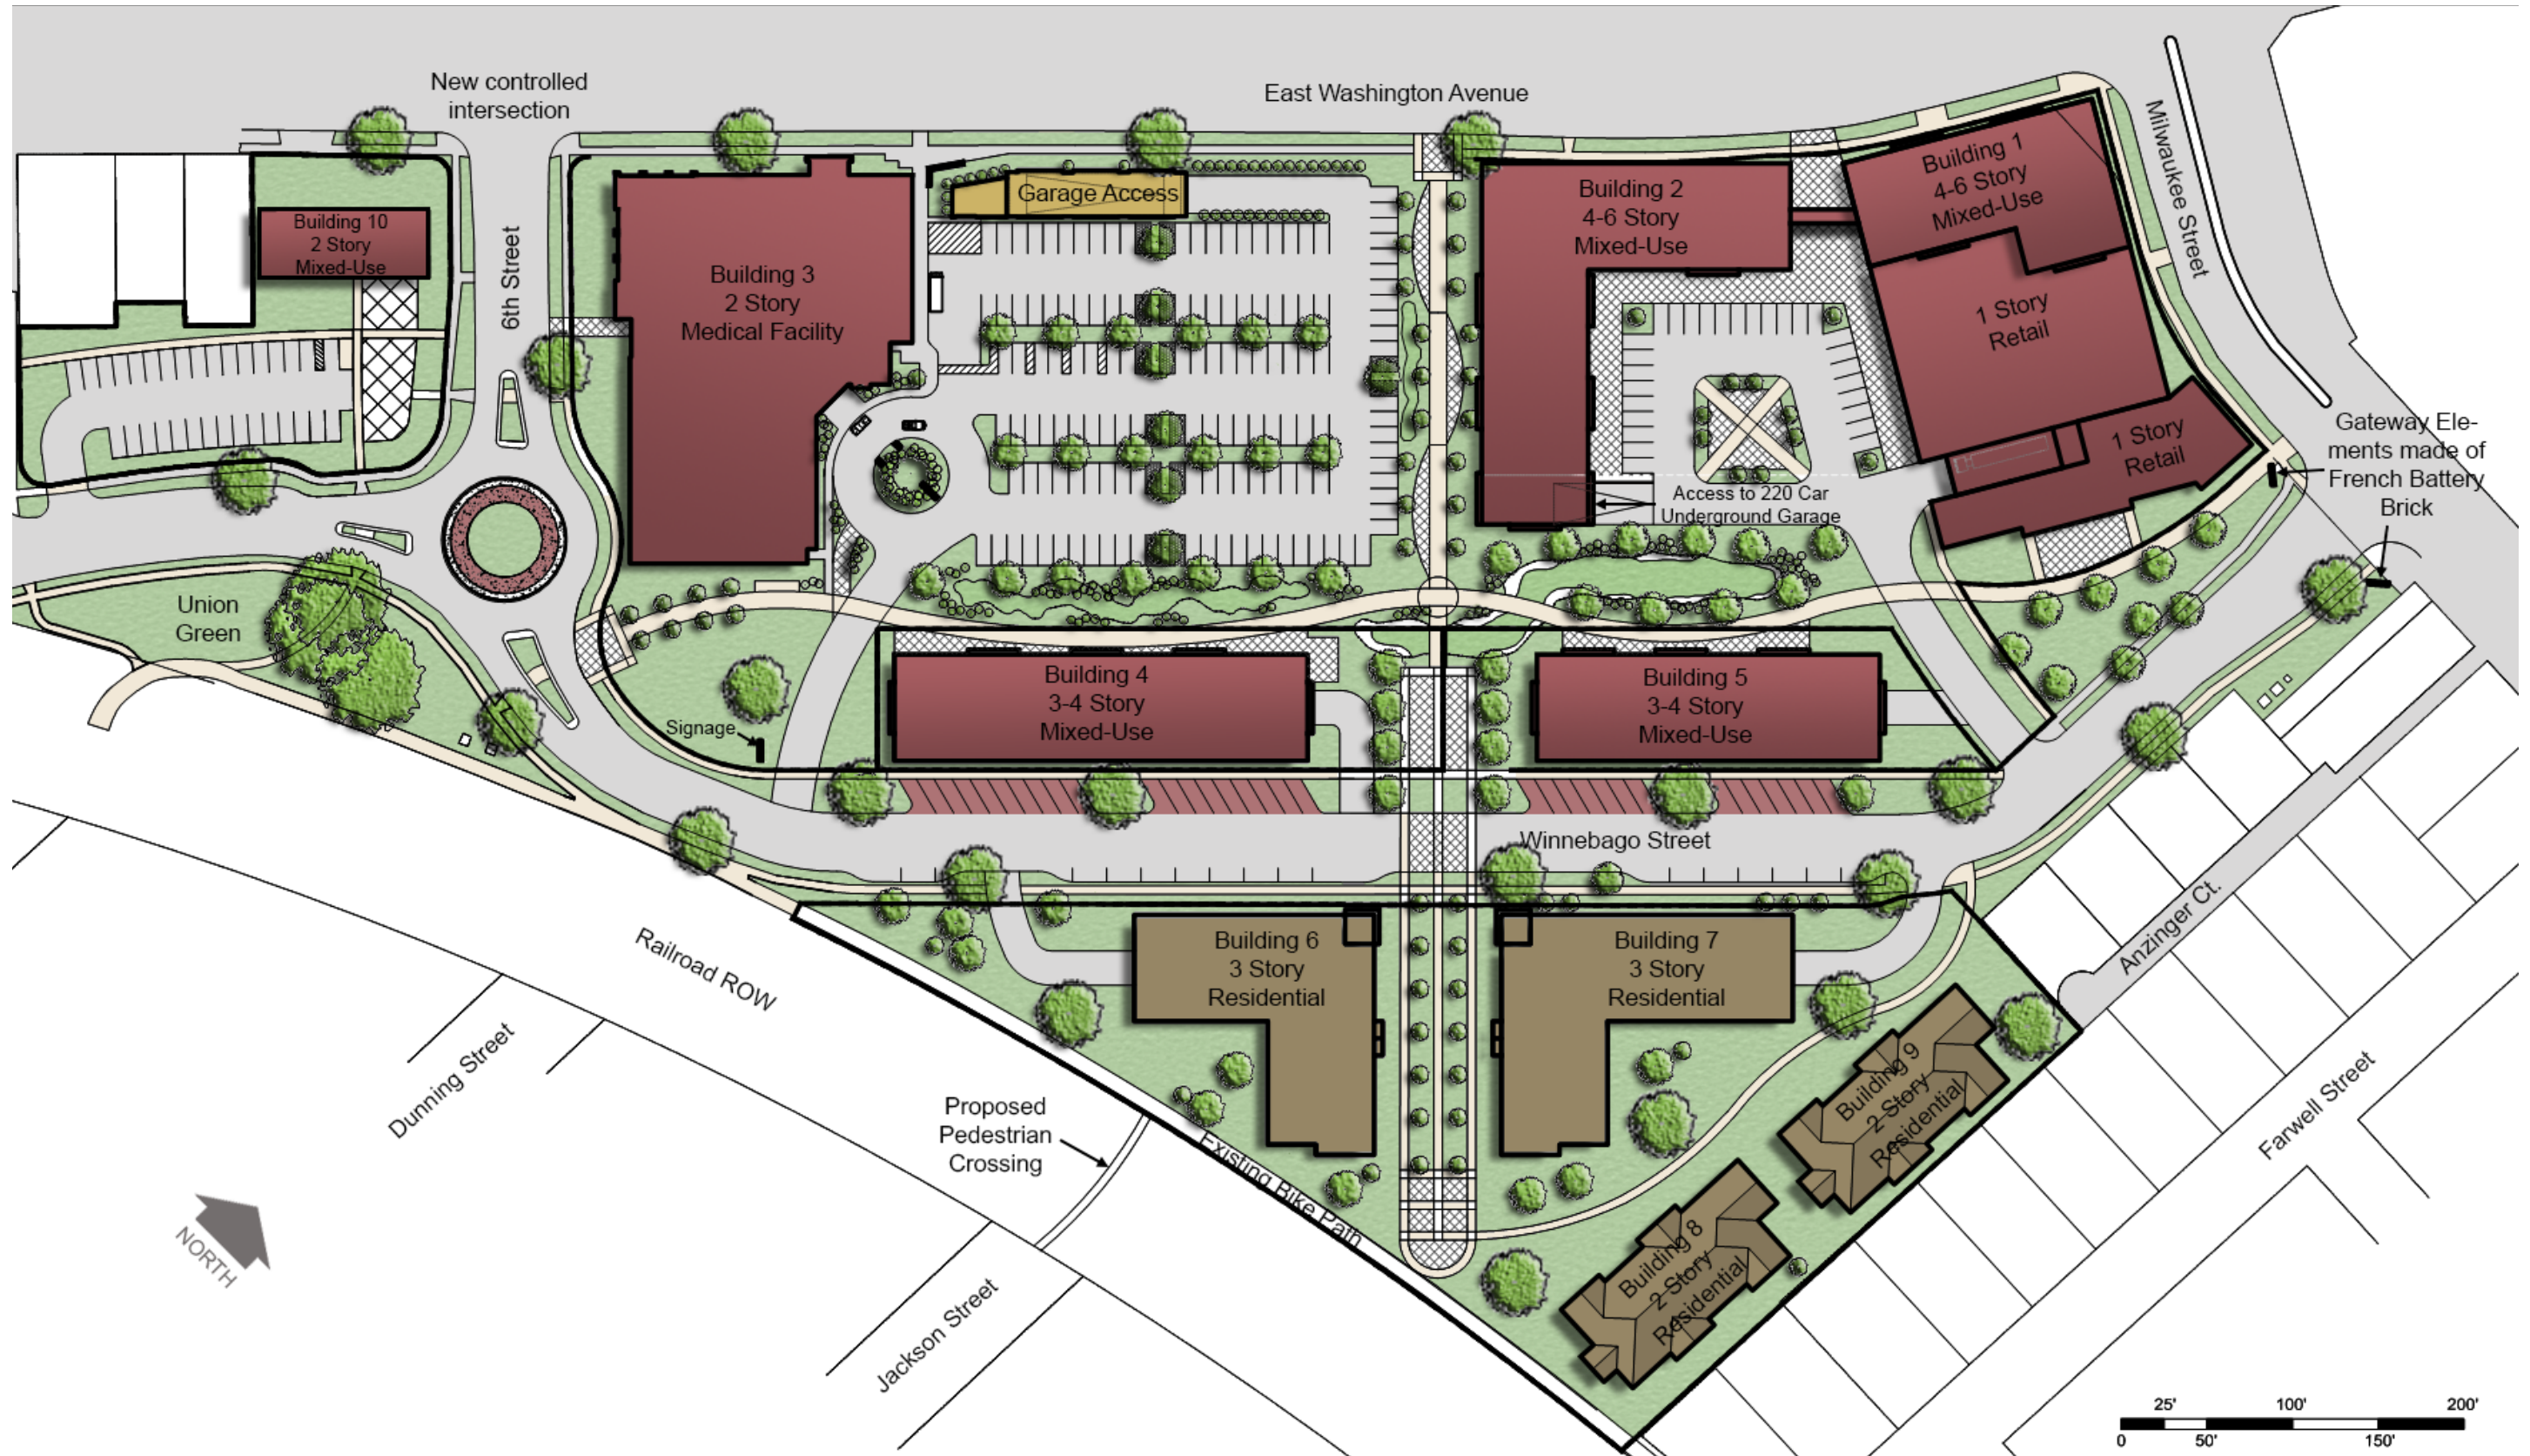 New controlled
intersection
East Washington Avenue
Milwaukee Street
6th Street
Building 10
2 Story
Mixed-Use
Building 3
2 Story
Medical Facility
Garage Access
Building 2
4-6 Story
Mixed-Use
Building 1
4-6 Story
Mixed-Use
1 Story
Retail
1 Story
Retail
Gateway Ele-
ments made of
French Battery
Brick
Access to 220 Car
Underground Garage
Union
Green
Signage
Building 4
3-4 Story
Mixed-Use
Building 5
3-4 Story
Mixed-Use
Winnebago Street
Railroad ROW
Building 6
3 Story
Residential
Building 7
3 Story
Residential
Anzinger Ct.
Building 9
2 Story
Residential
Dunning Street
Proposed
Pedestrian
Crossing
Existing Bike Path
Farwell Street
Building 8
2 Story
Residential
NORTH
Jackson Street
25' 100' 200'
0 50' 150'